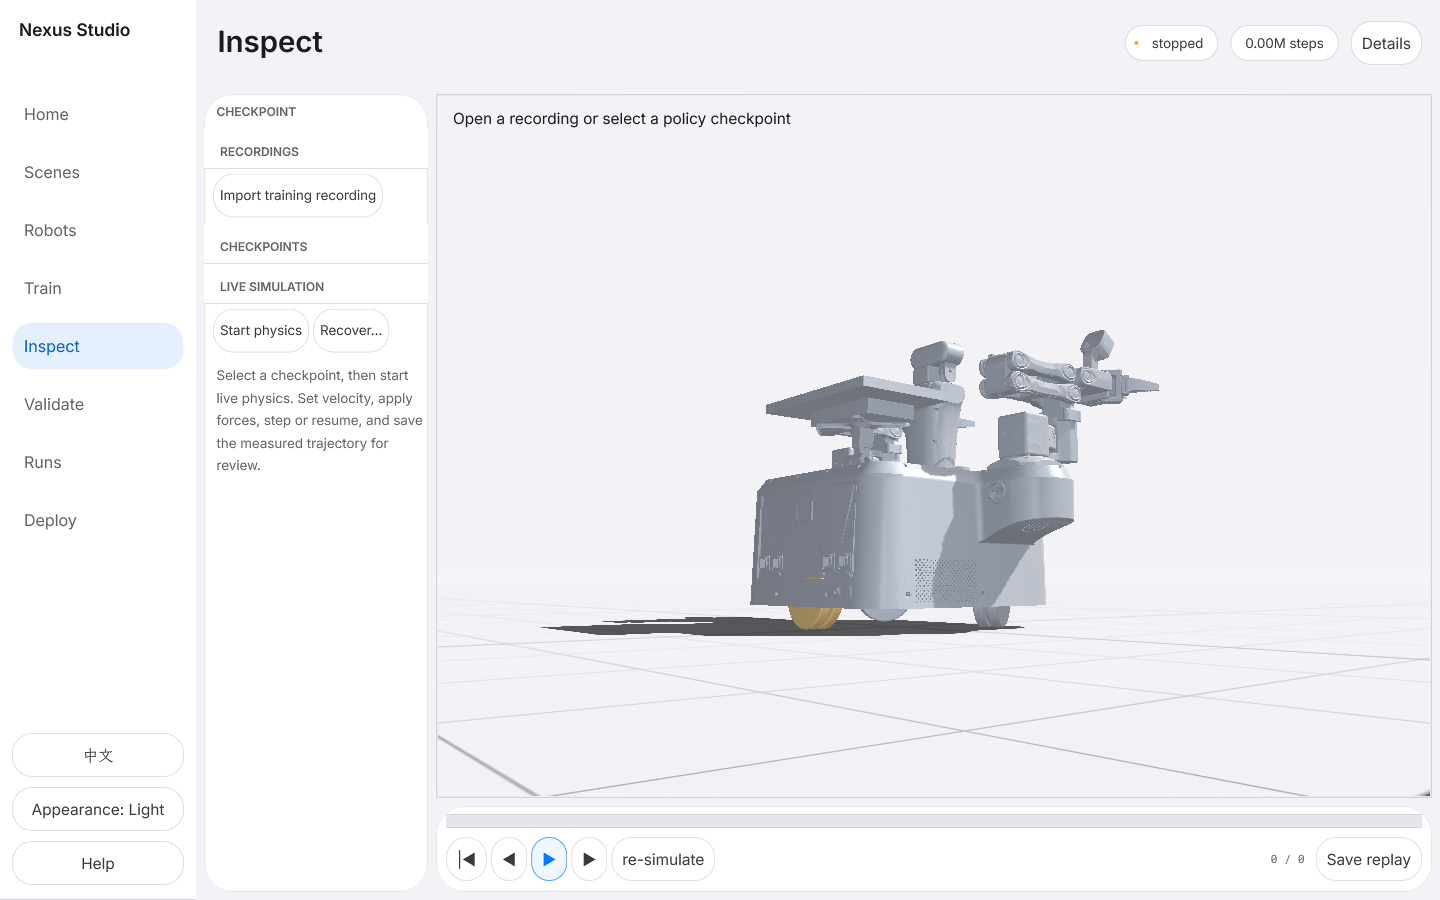 Nexus Studio
Home
Scenes
Robots
Train
Inspect
Validate
Runs
Deploy
中文
Appearance: Light
Help
Inspect
stopped
0.00M steps
Details
CHECKPOINT
RECORDINGS
Import training recording
CHECKPOINTS
LIVE SIMULATION
Start physics
Recover...
Select a checkpoint, then start
live physics. Set velocity, apply
forces, step or resume, and save
the measured trajectory for
review.
Open a recording or select a policy checkpoint
re-simulate
0 / 0
Save replay